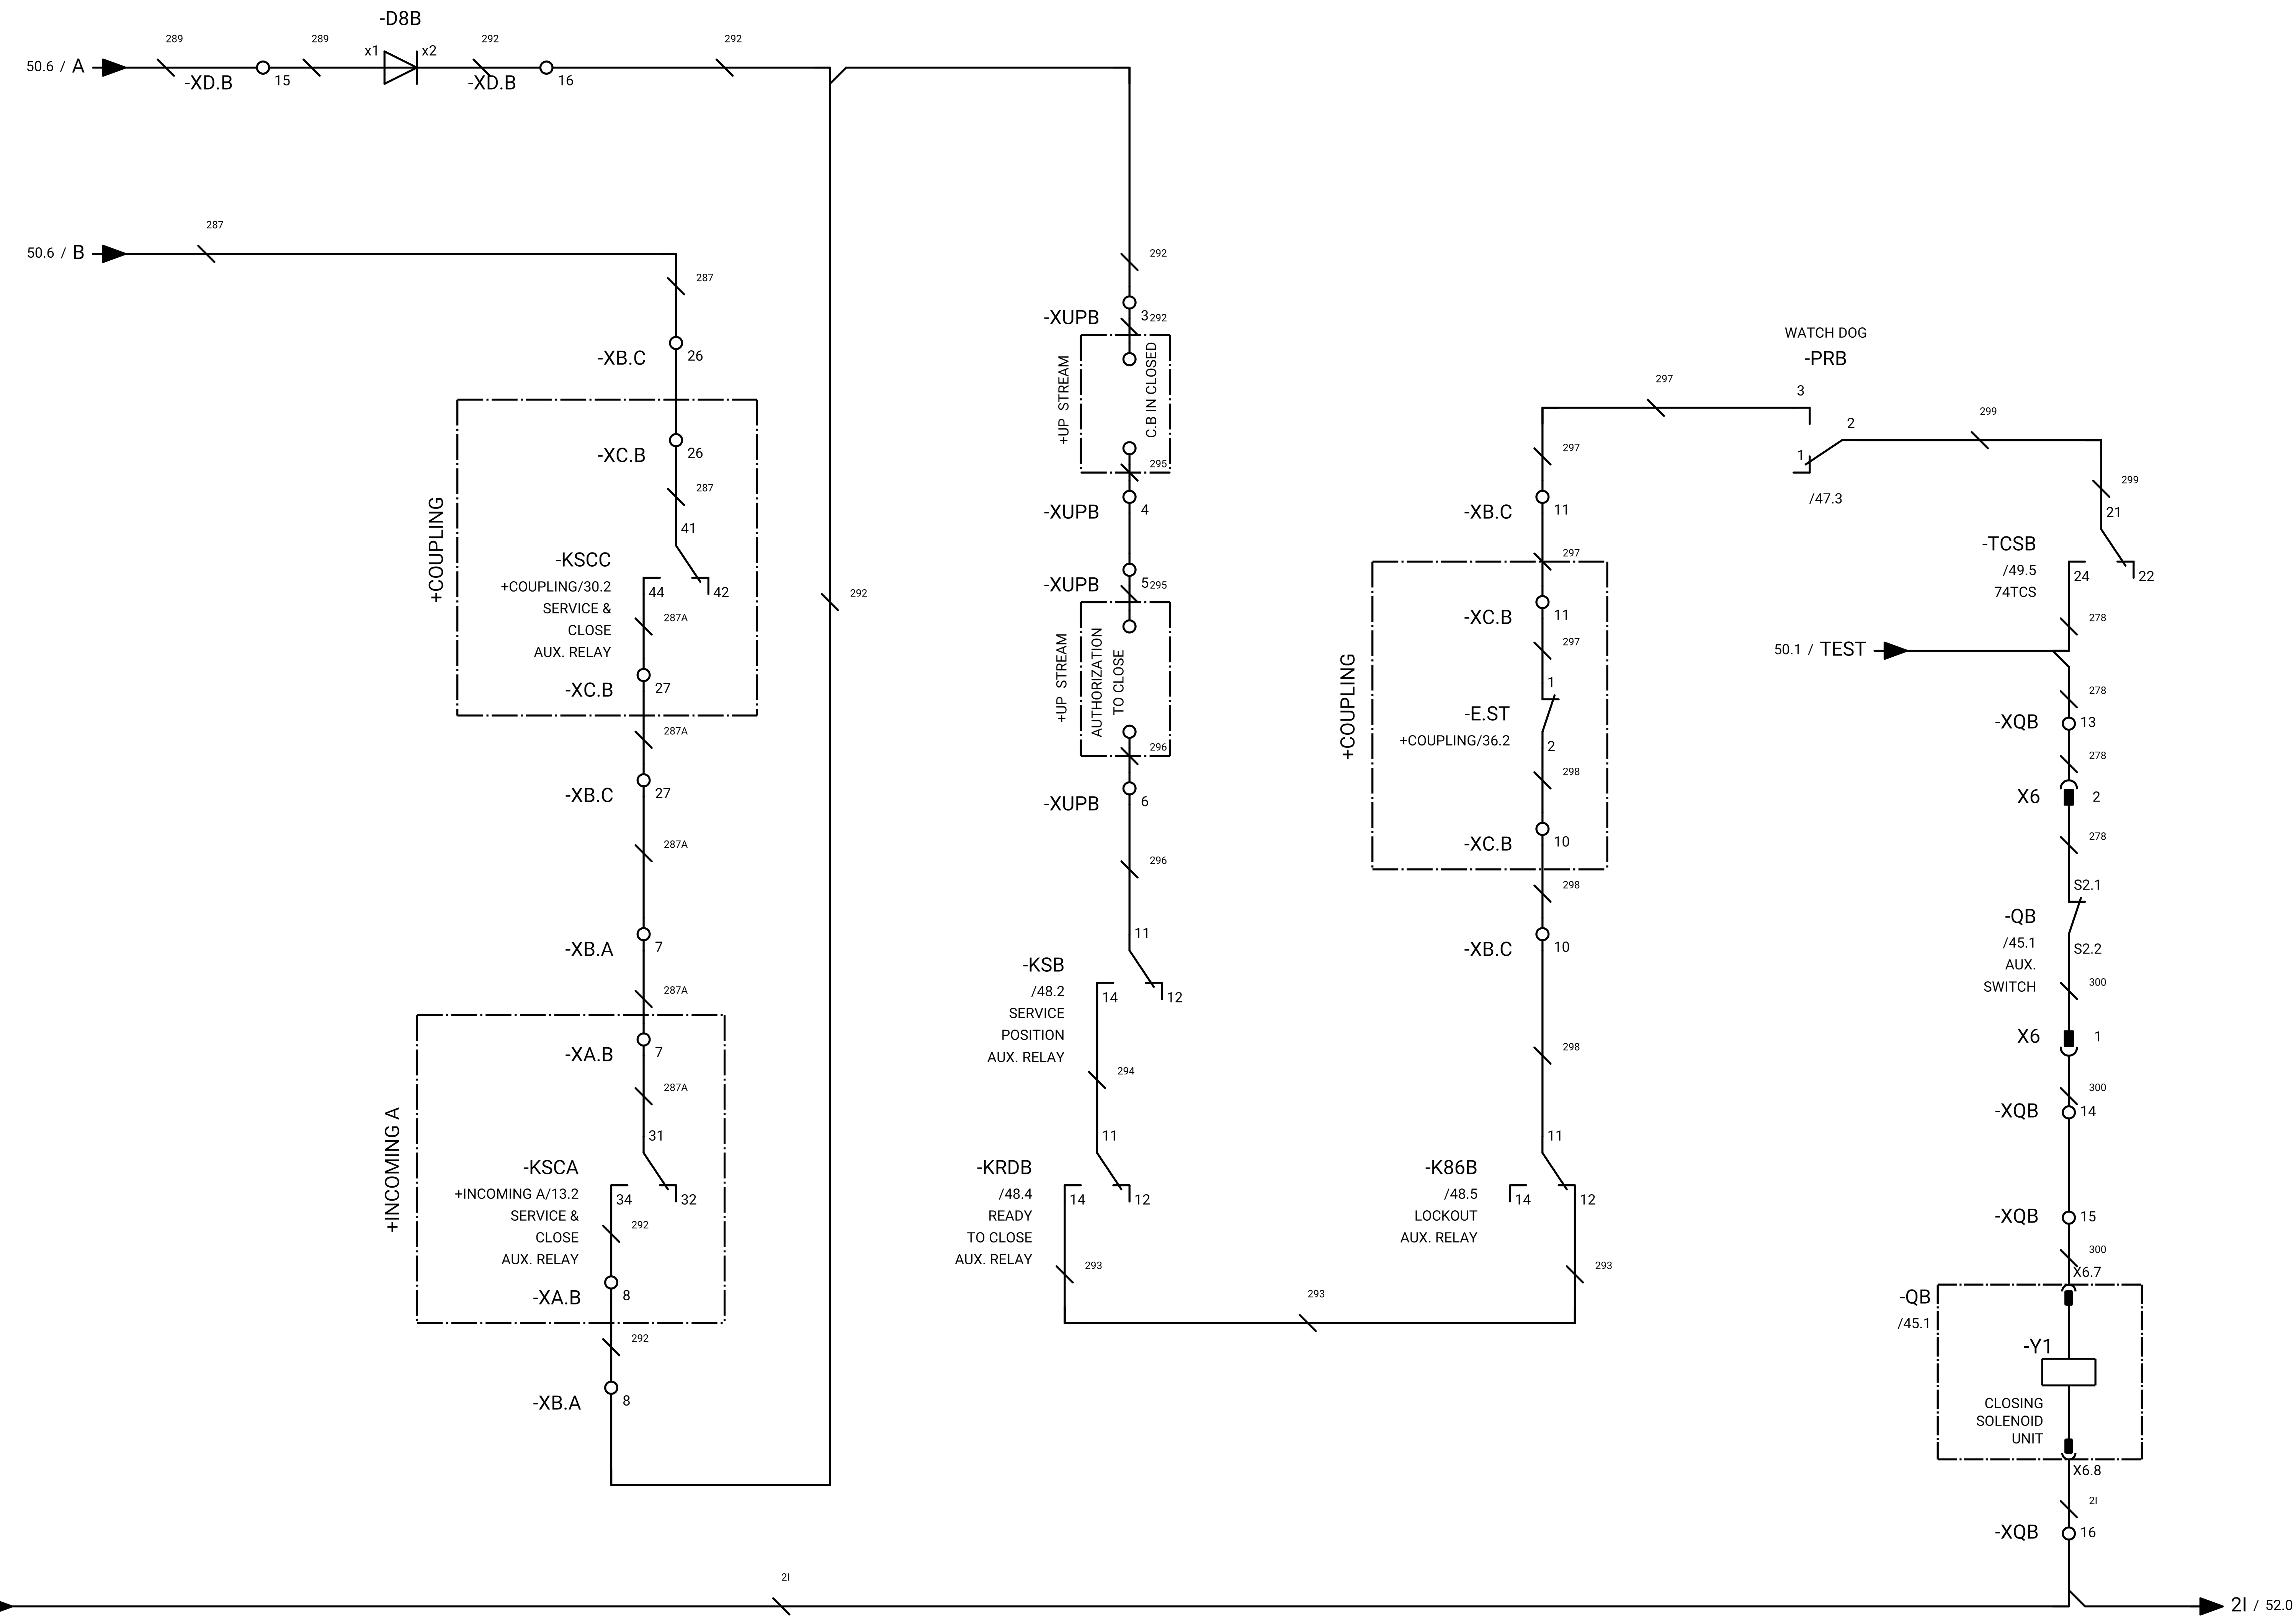 -D8B
289
289
292
292
50.6 / A
x1
x2
-XD.B
15
-XD.B
16
287
50.6 / B
287
-XB.C
26
+COUPLING
-XC.B
26
287
41
-KSCC
+COUPLING/30.2
SERVICE &
CLOSE
AUX. RELAY
44
42
287A
-XC.B
27
287A
-XB.C
27
287A
-XB.A
7
287A
+INCOMING A
-XA.B
7
287A
31
-KSCA
+INCOMING A/13.2
SERVICE &
CLOSE
AUX. RELAY
34
32
292
-XA.B
8
292
-XB.A
8
292
292
-XUPB
3
292
+UP STREAM
C.B IN CLOSED
295
-XUPB
4
-XUPB
5
295
+UP STREAM
AUTHORIZATION
TO CLOSE
296
-XUPB
6
296
11
-KSB
/48.2
SERVICE
POSITION
AUX. RELAY
14
12
294
11
-KRDB
/48.4
READY
TO CLOSE
AUX. RELAY
14
12
293
293
WATCH DOG
-PRB
297
3
2
1
/47.3
299
297
-XB.C
11
297
+COUPLING
-XC.B
11
297
1
-E.ST
+COUPLING/36.2
2
298
-XC.B
10
298
-XB.C
10
298
11
-K86B
/48.5
LOCKOUT
AUX. RELAY
14
12
293
299
21
-TCSB
/49.5
74TCS
24
22
278
50.1 / TEST
278
-XQB
13
278
X6
2
278
S2.1
-QB
/45.1
AUX.
SWITCH
S2.2
300
X6
1
300
-XQB
14
-XQB
15
300
X6.7
-QB
/45.1
-Y1
CLOSING
SOLENOID
UNIT
X6.8
2I
-XQB
16
2I
2I / 52.0